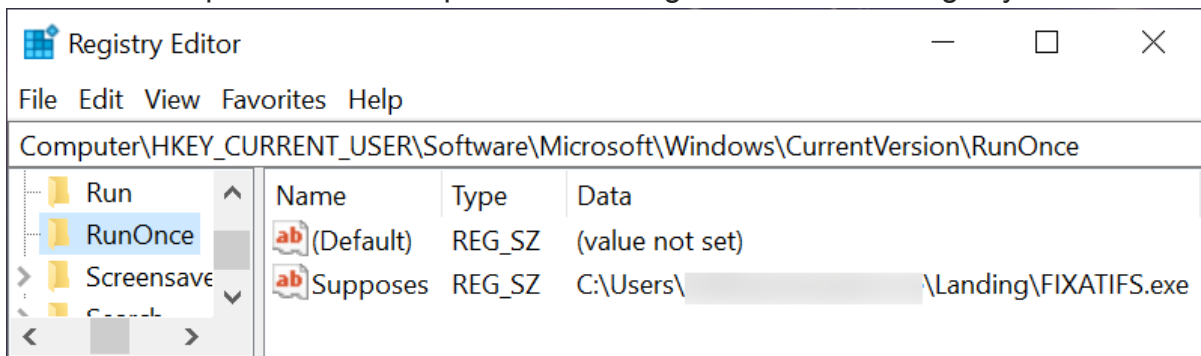 Registry Editor
File Edit View Favorites Help
Computer\HKEY_CURRENT_USER\Software\Microsoft\Windows\CurrentVersion\RunOnce
Run
RunOnce
Screensave
Name Type Data
(Default) REG_SZ (value not set)
Supposes REG_SZ C:\Users\ \Landing\FIXATIFS.exe